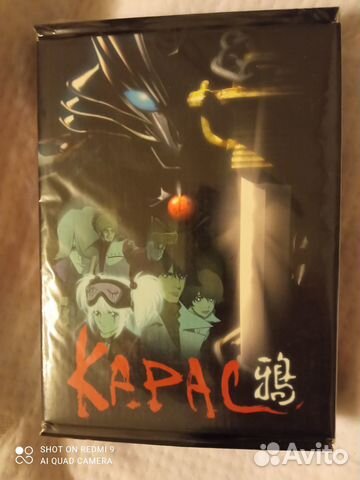 КАРАС 鴉
SHOT ON REDMI 9
AI QUAD CAMERA
Avito